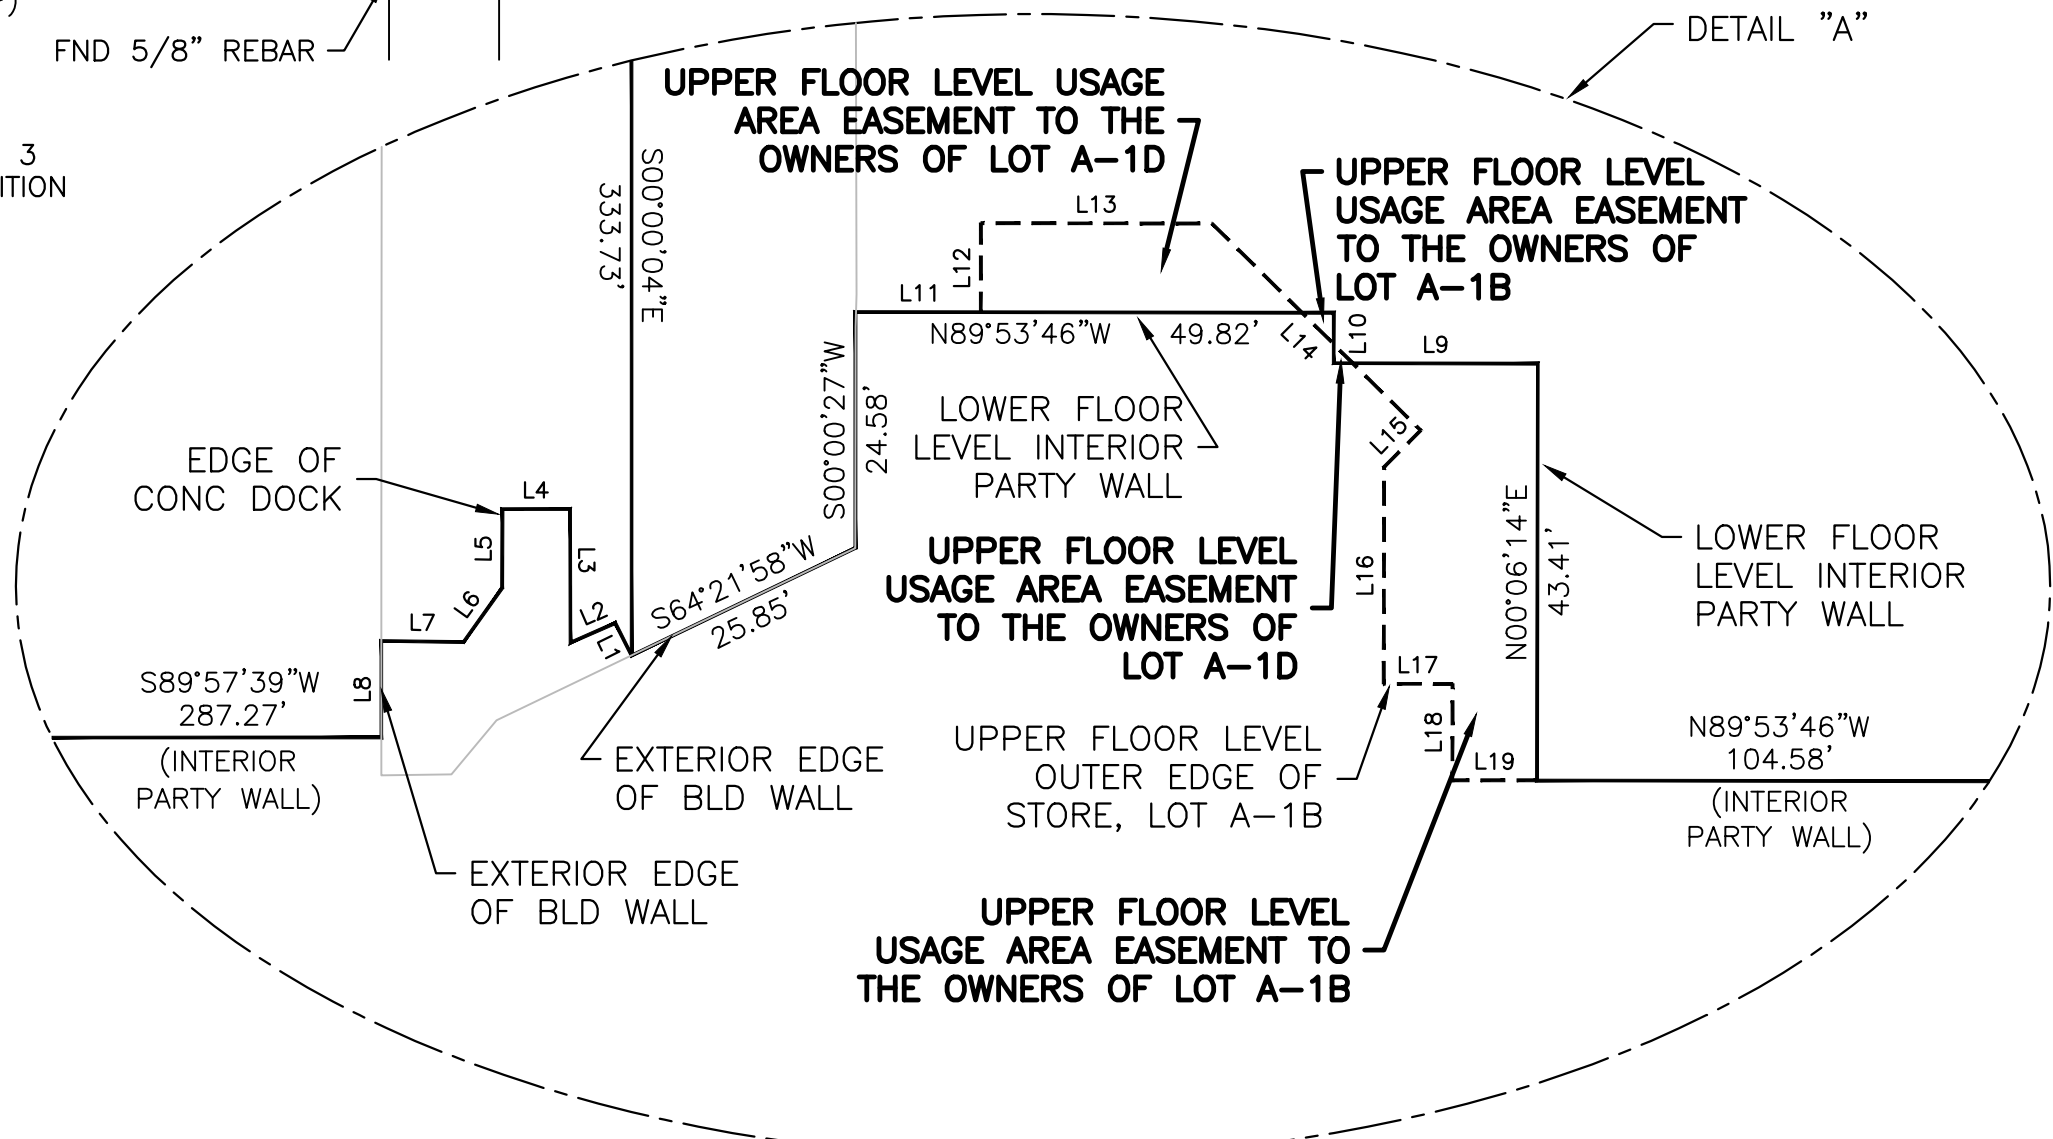 )
FND 5/8" REBAR
3
ITION
DETAIL "A"
UPPER FLOOR LEVEL USAGE
AREA EASEMENT TO THE
OWNERS OF LOT A-1D
UPPER FLOOR LEVEL
USAGE AREA EASEMENT
TO THE OWNERS OF
LOT A-1B
S00°00'04"E
333.73'
L13
L12
L11
N89°53'46"W 49.82'
L14
L10
L9
S00°00'27"W
24.58'
LOWER FLOOR
LEVEL INTERIOR
PARTY WALL
L15
EDGE OF
CONC DOCK
L4
L5
L3
L6
L2
L1
L7
L8
S64°21'58"W
25.85'
L16
N00°06'14"E
43.41'
LOWER FLOOR
LEVEL INTERIOR
PARTY WALL
UPPER FLOOR LEVEL
USAGE AREA EASEMENT
TO THE OWNERS OF
LOT A-1D
S89°57'39"W
287.27'
(INTERIOR
PARTY WALL)
L17
L18
L19
N89°53'46"W
104.58'
(INTERIOR
PARTY WALL)
EXTERIOR EDGE
OF BLD WALL
UPPER FLOOR LEVEL
OUTER EDGE OF
STORE, LOT A-1B
EXTERIOR EDGE
OF BLD WALL
UPPER FLOOR LEVEL
USAGE AREA EASEMENT TO
THE OWNERS OF LOT A-1B